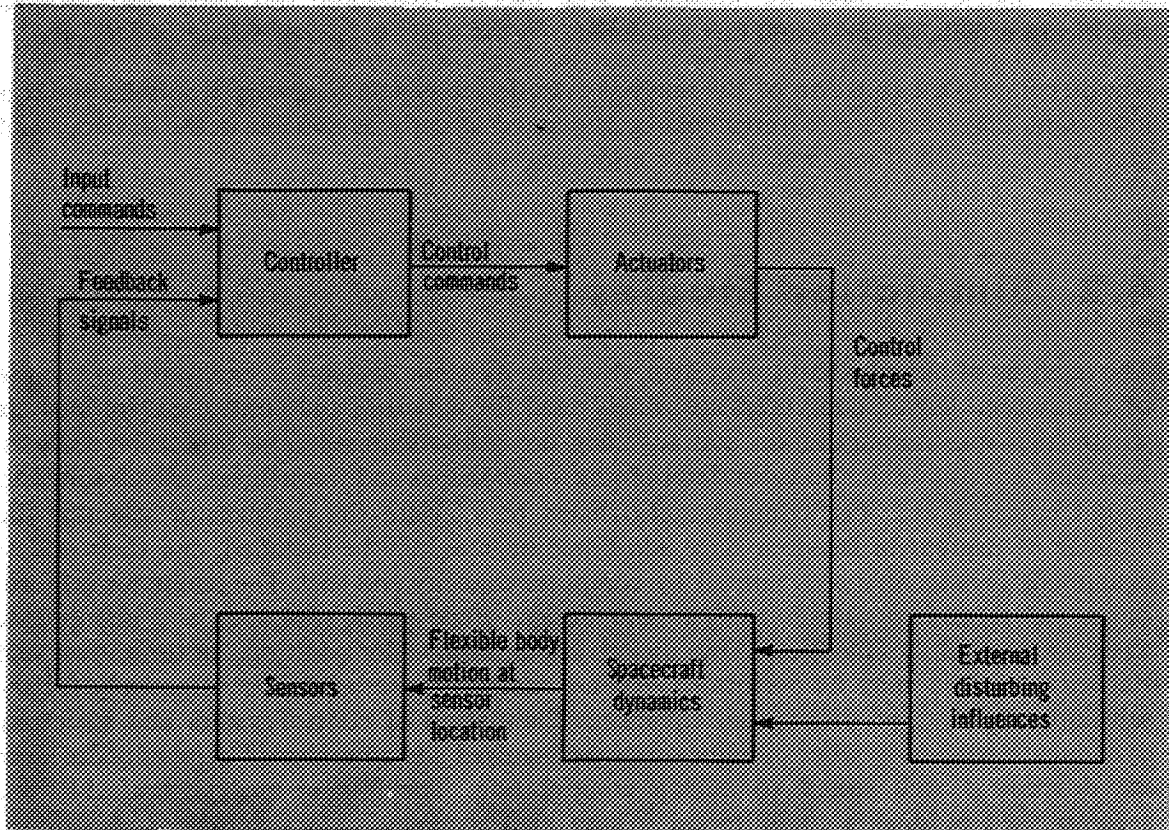 Input
commands
Controller
Control
commands
Actuators
Feedback
signals
Control
forces
Sensors
Flexible body
motion at
sensor
location
Spacecraft
dynamics
External
disturbing
influences